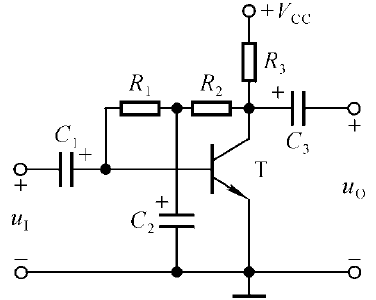 +V_CC
R_3
R_1
R_2
+
C_3
C_1
+
T
+
+
u_I
C_2
+
u_O
−
−